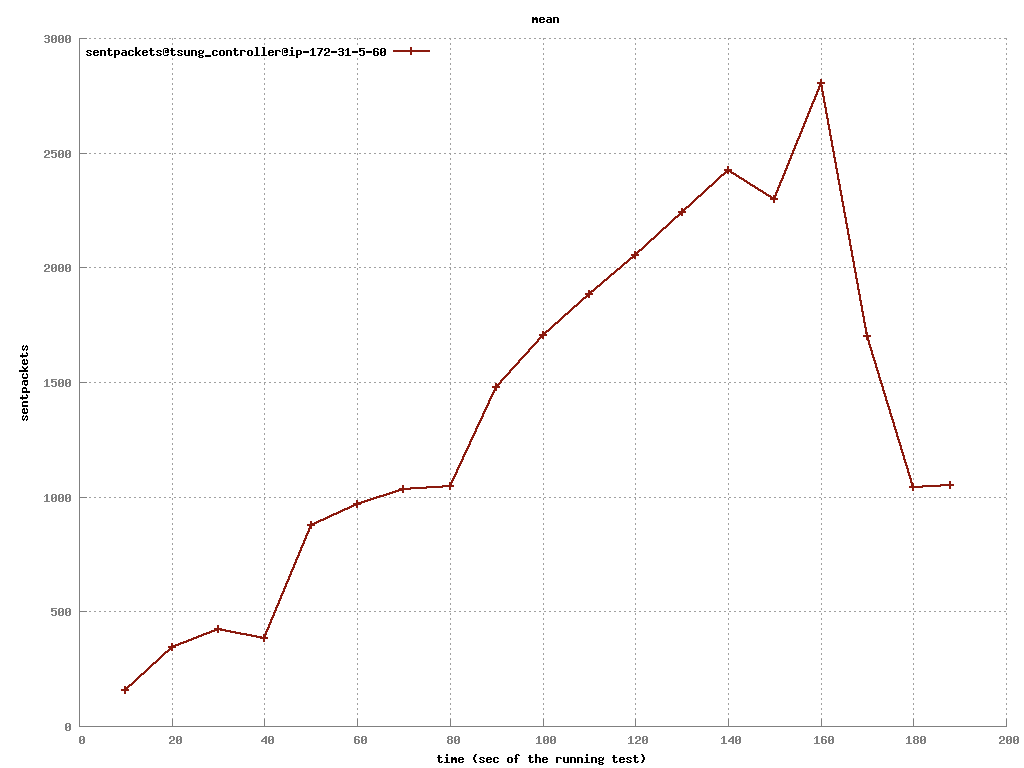 mean
sentpackets@tsung_controller@ip-172-31-5-60
3000
2500
2000
1500
1000
500
0
sentpackets
0 20 40 60 80 100 120 140 160 180 200
time (sec of the running test)